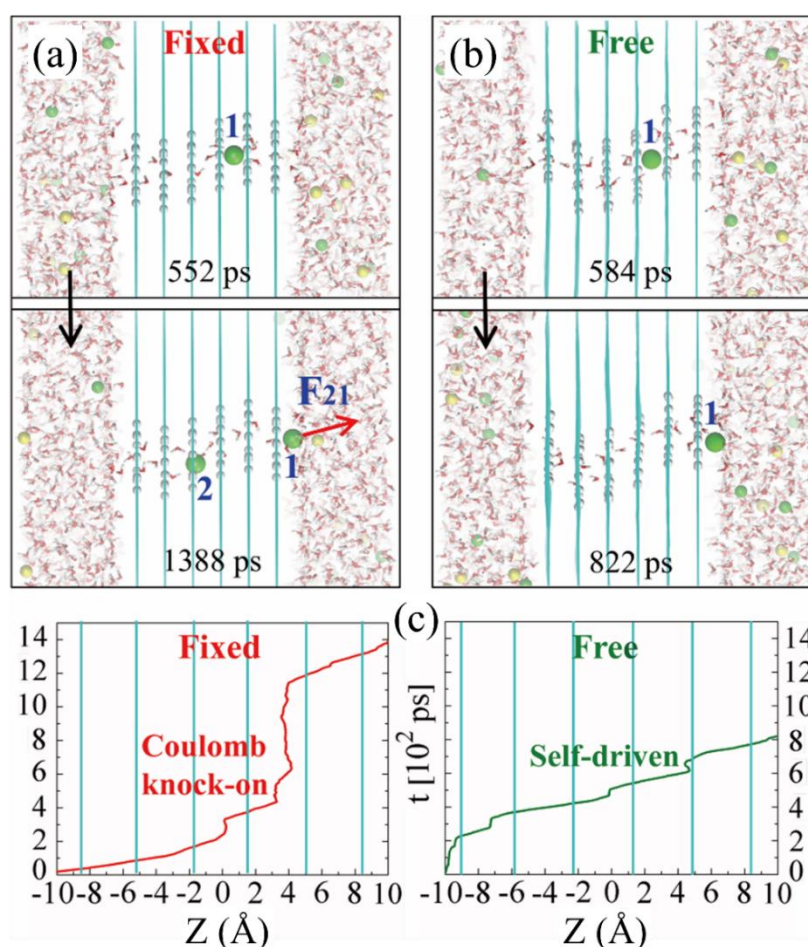 (a) Fixed
1
552 ps
F21
2
1
1388 ps
(b) Free
1
584 ps
1
822 ps
(c)
Fixed
Coulomb
knock-on
14
12
10
8
6
4
2
0
-10 -8 -6 -4 -2 0 2 4 6 8 10
Z (Å)
Free
Self-driven
t [10² ps]
14
12
10
8
6
4
2
0
-10 -8 -6 -4 -2 0 2 4 6 8 10
Z (Å)